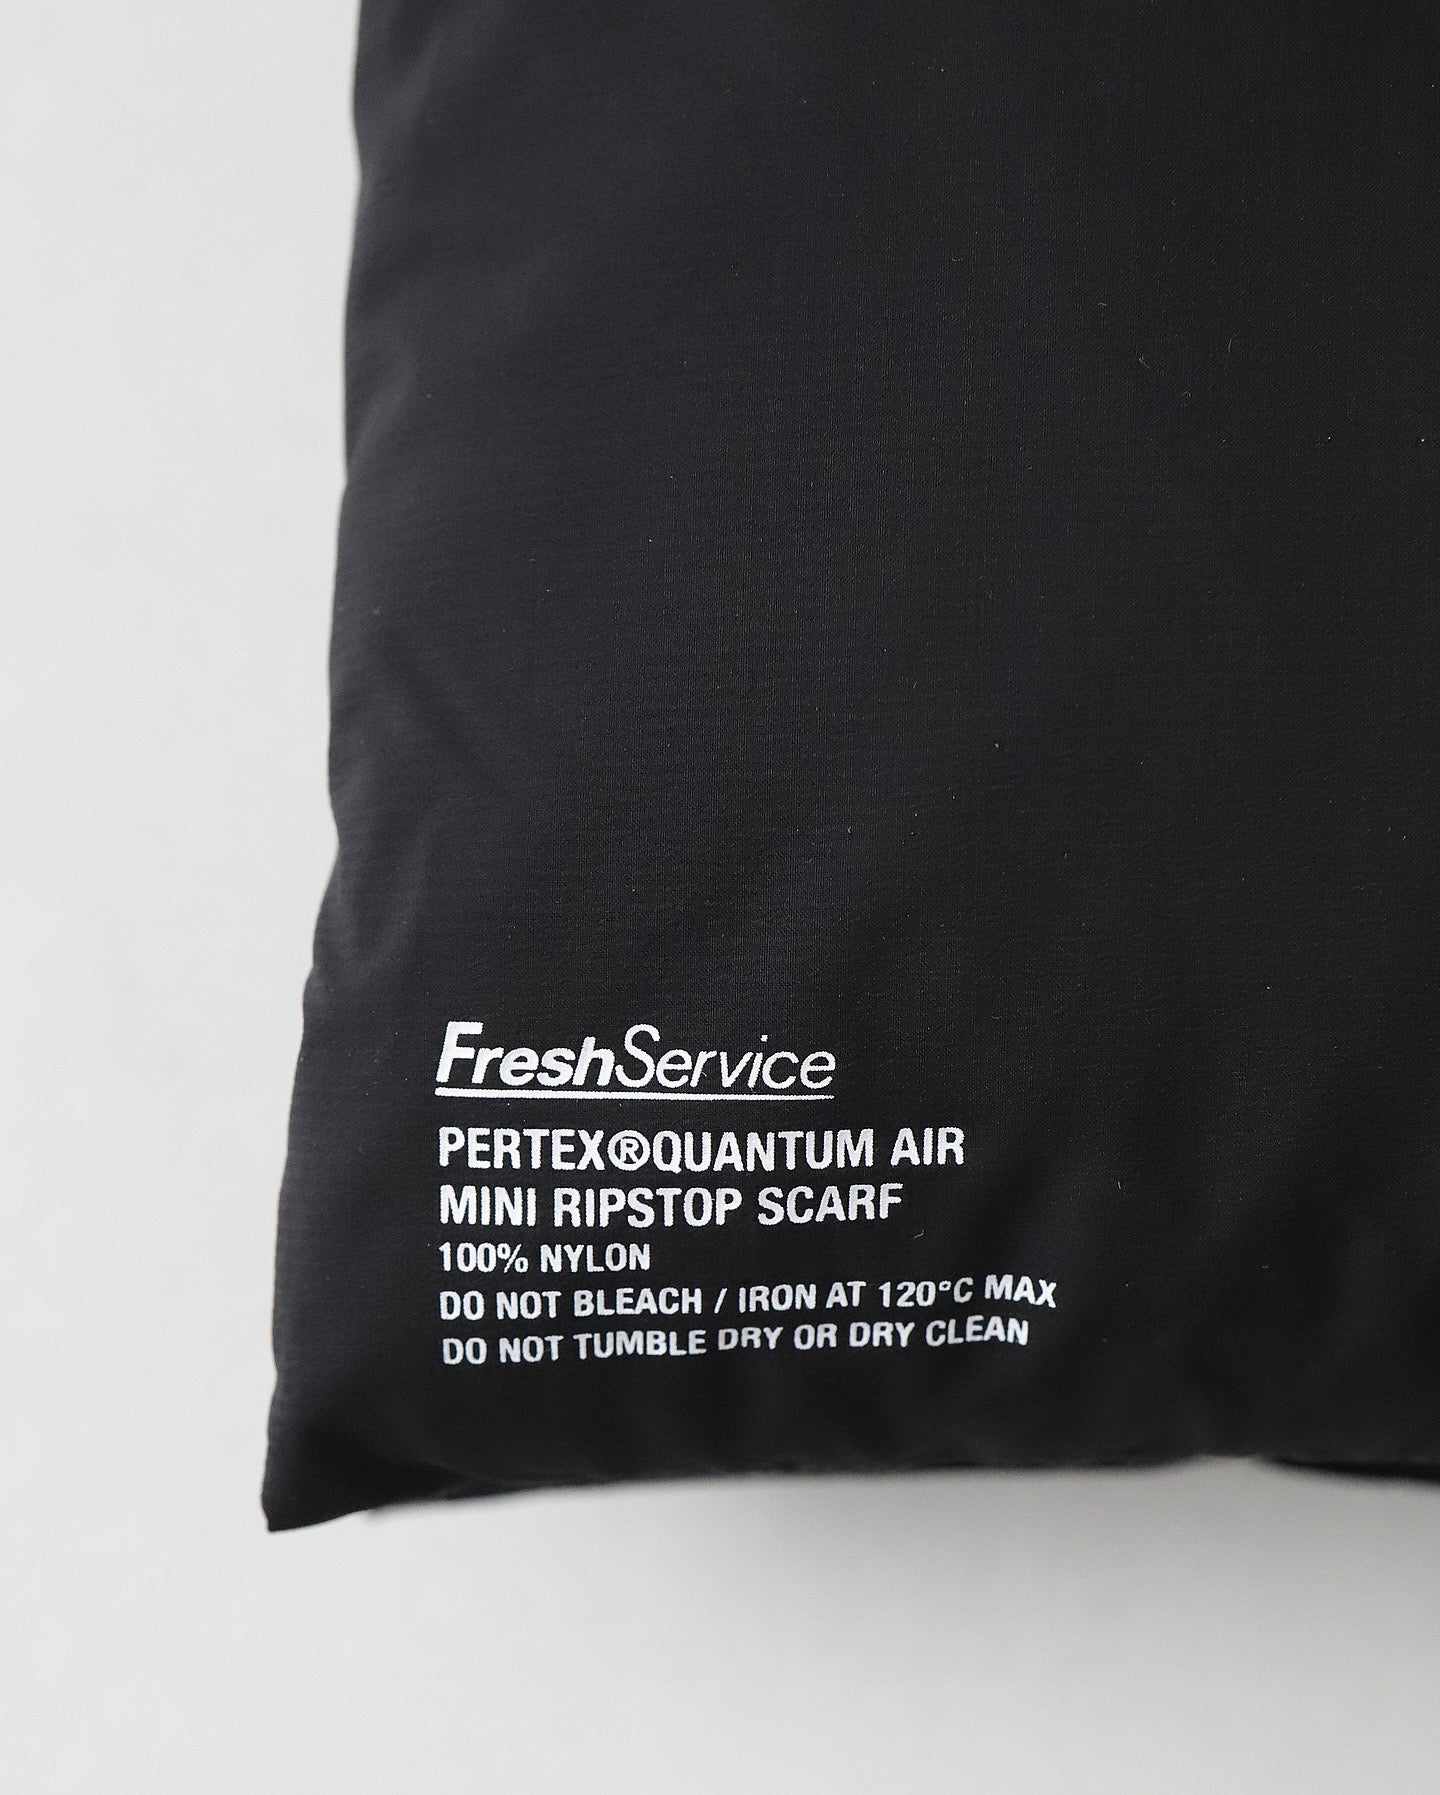 FreshService
PERTEX®QUANTUM AIR
MINI RIPSTOP SCARF
100% NYLON
DO NOT BLEACH / IRON AT 120°C MAX
DO NOT TUMBLE DRY OR DRY CLEAN